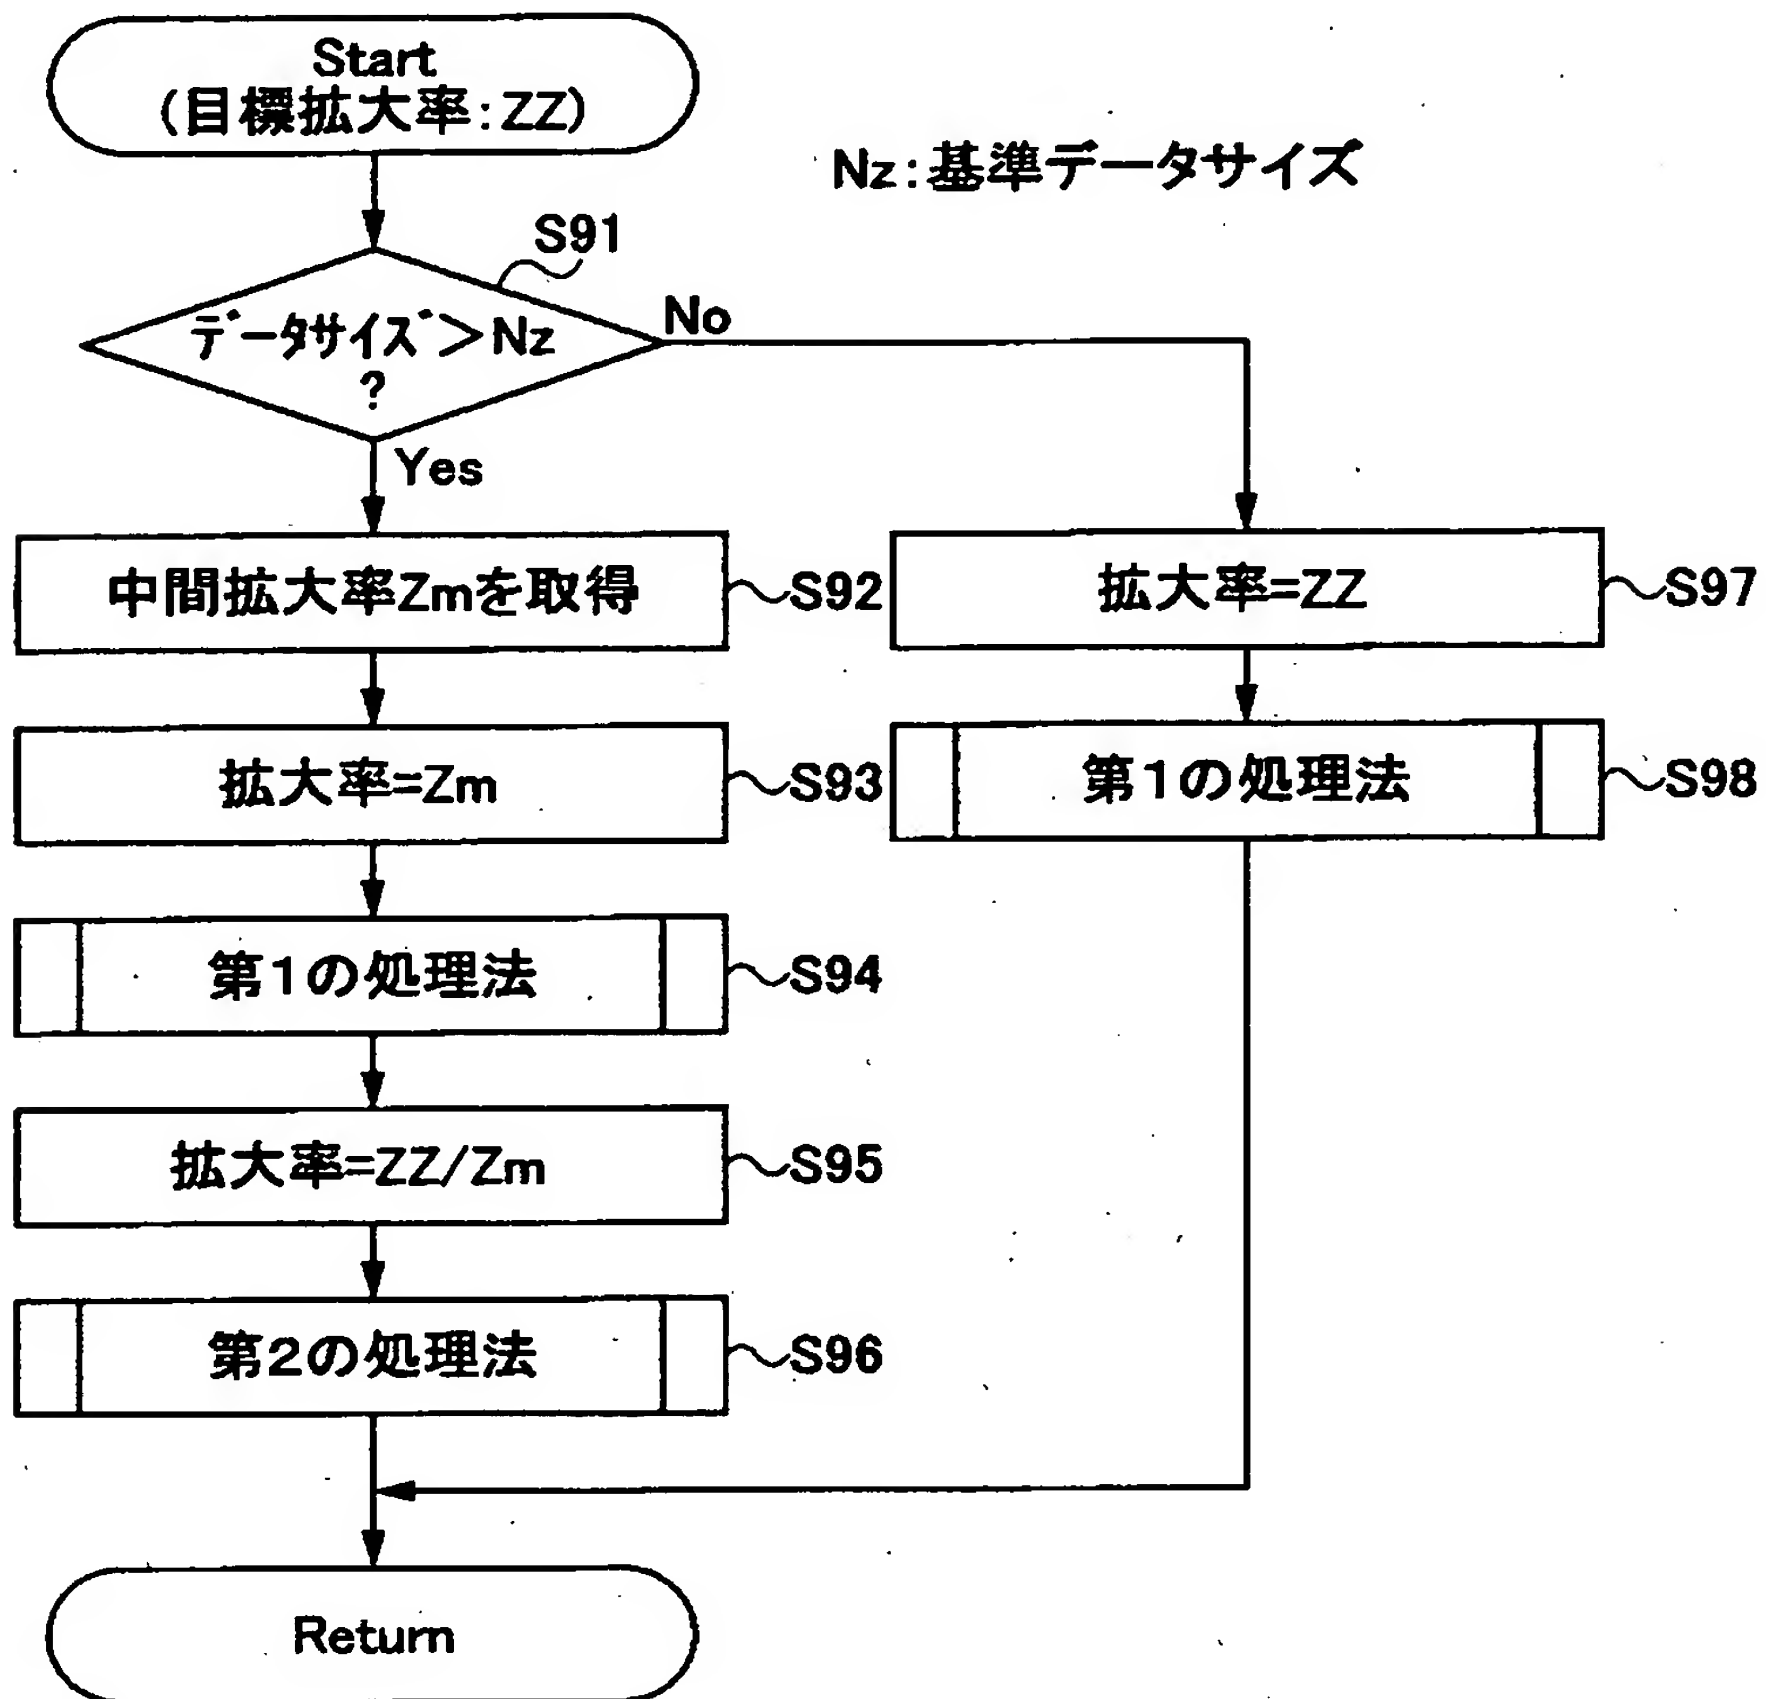 Start
(目標拡大率:ZZ)
Nz:基準データサイズ
S91
データサイズ>Nz
?
No
Yes
中間拡大率Zmを取得
S92
拡大率=ZZ
S97
拡大率=Zm
S93
第1の処理法
S98
第1の処理法
S94
拡大率=ZZ/Zm
S95
第2の処理法
S96
Return